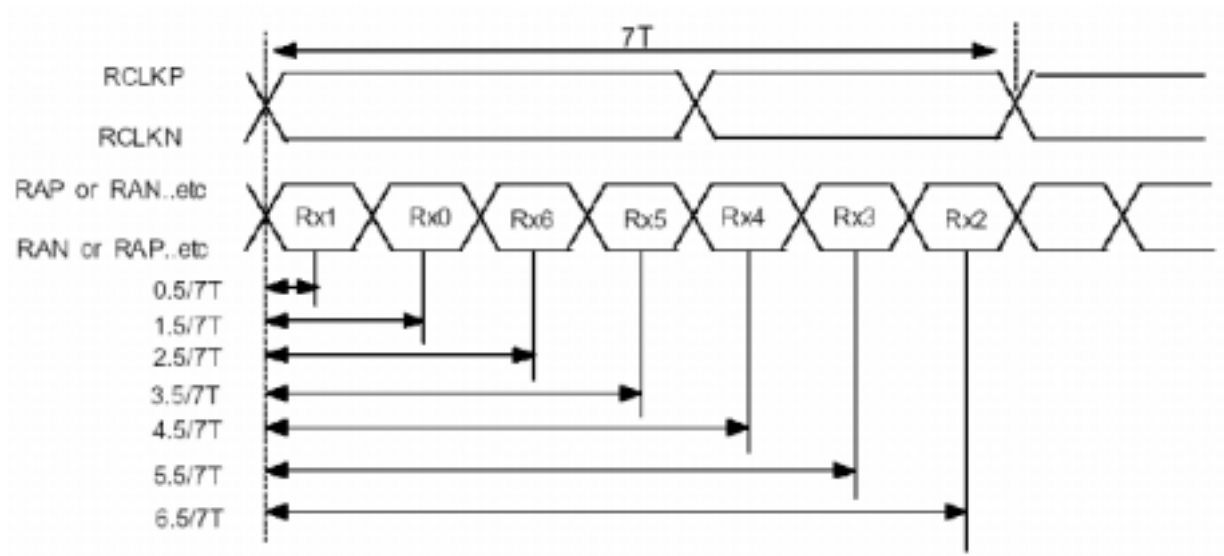 7T
RCLKP
RCLKN
RAP or RAN..etc
Rx1 Rx0 Rx6 Rx5 Rx4 Rx3 Rx2
RAN or RAP..etc
0.5/7T
1.5/7T
2.5/7T
3.5/7T
4.5/7T
5.5/7T
6.5/7T